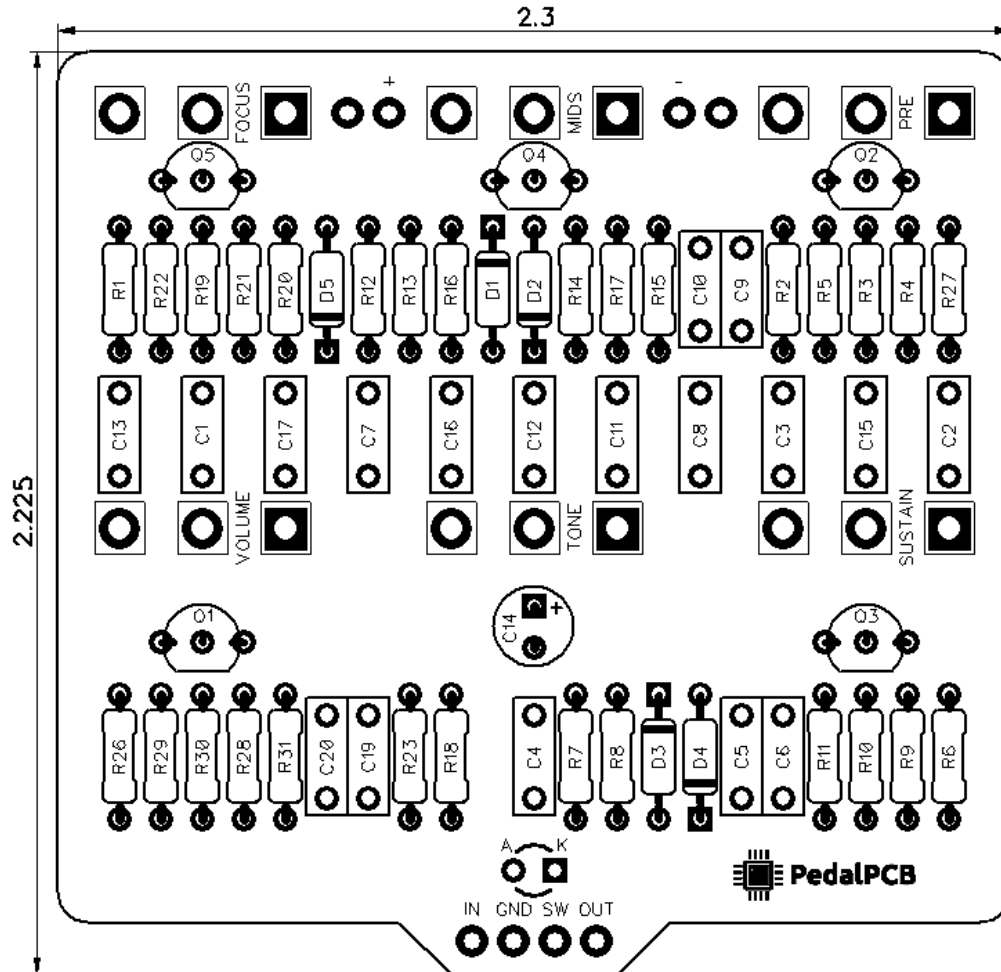 2.3
FOCUS + MIDS - PRE
Q5 Q4 Q2
R1 R22 R19 R21 R20 D5 R12 R13 R16 D1 D2 R14 R17 R15 C10 C9 R2 R5 R3 R4 R27
C13 C1 C17 C7 C16 C12 C11 C8 C3 C15 C2
2.225
VOLUME TONE SUSTAIN
Q1 C14 + Q3
R26 R29 R30 R28 R31 C20 C19 R23 R18 C4 R7 R8 D3 D4 C5 C6 R11 R10 R9 R6
A K
PedalPCB
IN GND SW OUT